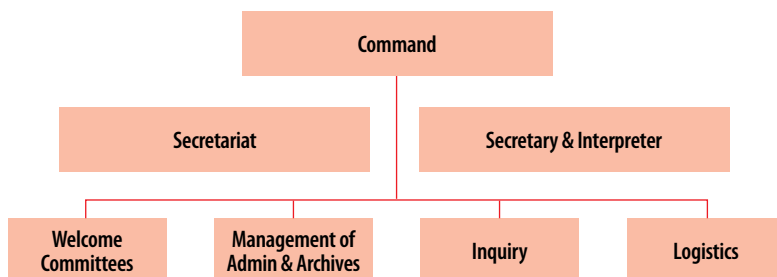 Command
Secretariat
Secretary & Interpreter
Welcome
Committees
Management of
Admin & Archives
Inquiry
Logistics